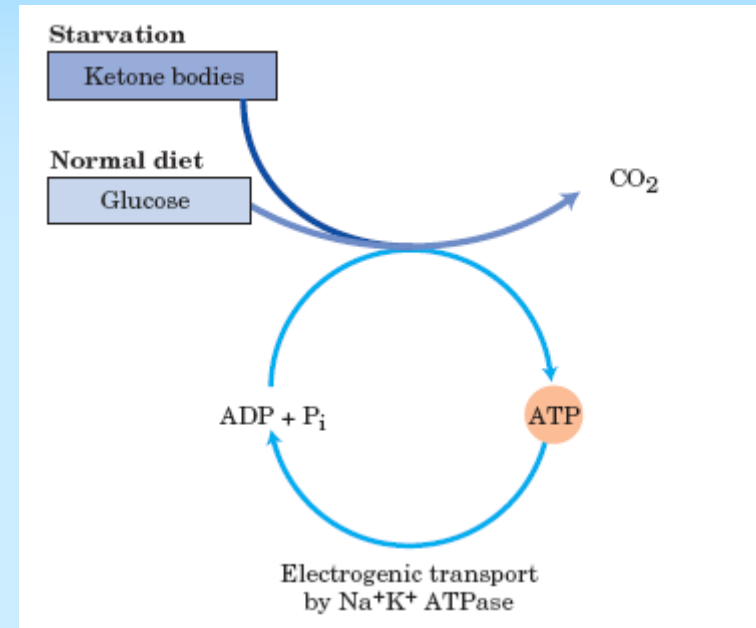 Starvation
Ketone bodies
Normal diet
Glucose
CO₂
ADP + Pᵢ
ATP
Electrogenic transport
by Na⁺K⁺ ATPase